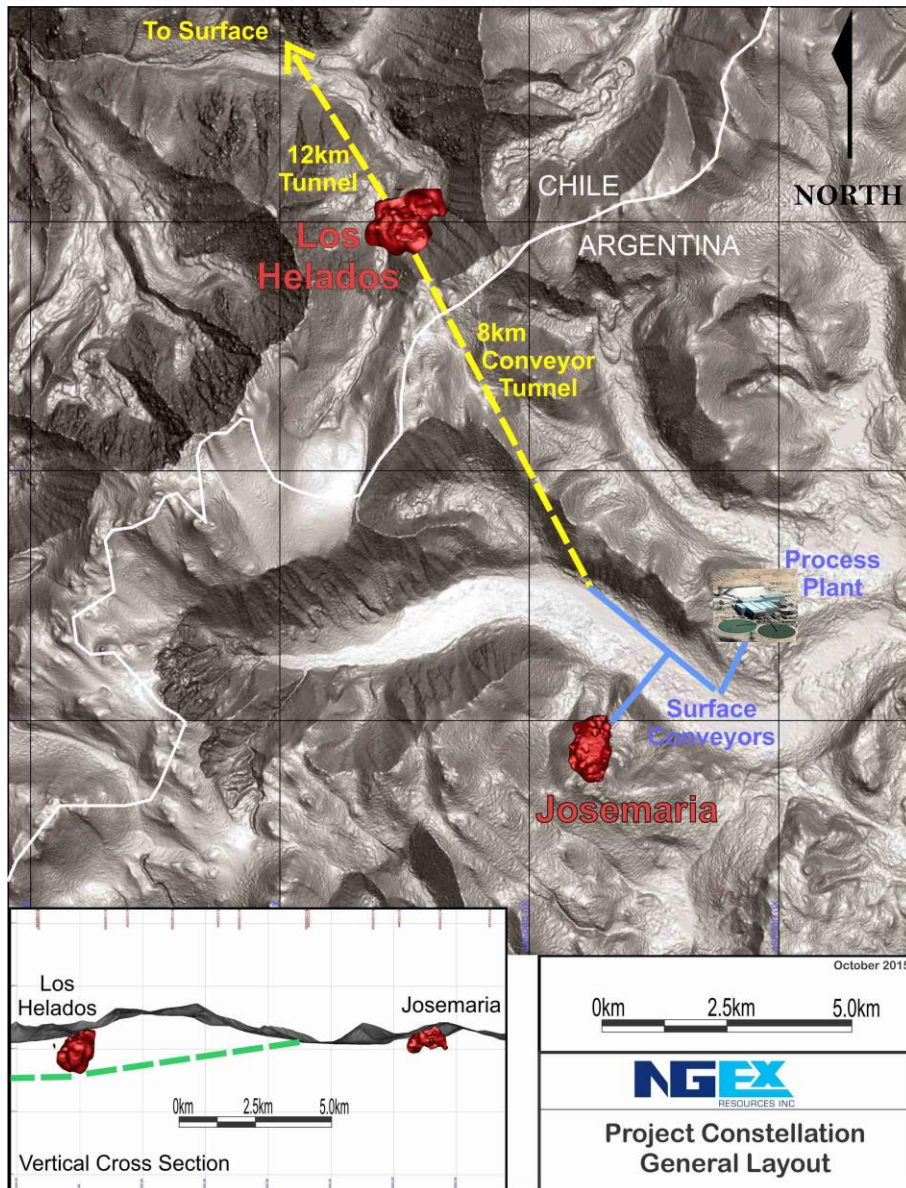 To Surface
12km
Tunnel
CHILE
NORTH
ARGENTINA
Los
Helados
8km
Conveyor
Tunnel
Process
Plant
Surface
Conveyors
Josemaria
Los
Helados
Josemaria
0km 2.5km 5.0km
Vertical Cross Section
October 2015
0km 2.5km 5.0km
NGEX
RESOURCES INC
Project Constellation
General Layout